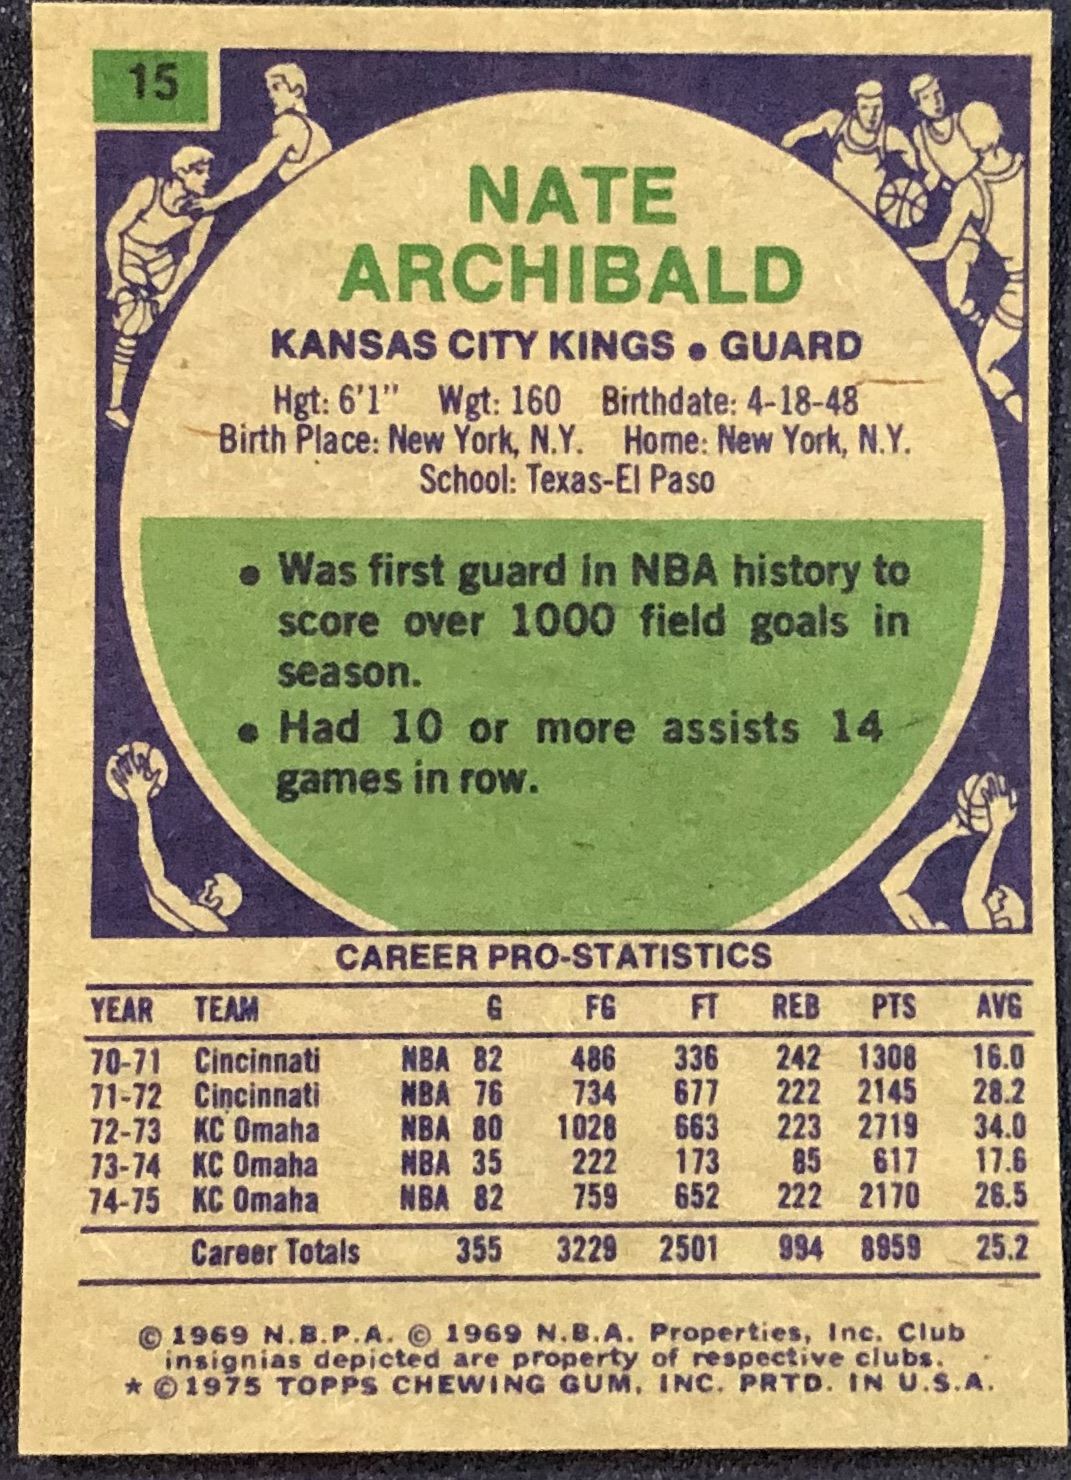 15
NATE
ARCHIBALD
KANSAS CITY KINGS • GUARD
Hgt: 6'1" Wgt: 160 Birthdate: 4-18-48
Birth Place: New York, N.Y. Home: New York, N.Y.
School: Texas-El Paso
• Was first guard in NBA history to
score over 1000 field goals in
season.
• Had 10 or more assists 14
games in row.
CAREER PRO-STATISTICS
YEAR TEAM G FG FT REB PTS AVG
70-71 Cincinnati NBA 82 486 336 242 1308 16.0
71-72 Cincinnati NBA 76 734 677 222 2145 28.2
72-73 KC Omaha NBA 80 1028 663 223 2719 34.0
73-74 KC Omaha NBA 35 222 173 85 617 17.6
74-75 KC Omaha NBA 82 759 652 222 2170 26.5
Career Totals 355 3229 2501 994 8959 25.2
© 1969 N.B.P.A. © 1969 N.B.A. Properties, Inc. Club
insignias depicted are property of respective clubs.
* © 1975 TOPPS CHEWING GUM, INC. PRTD. IN U.S.A.